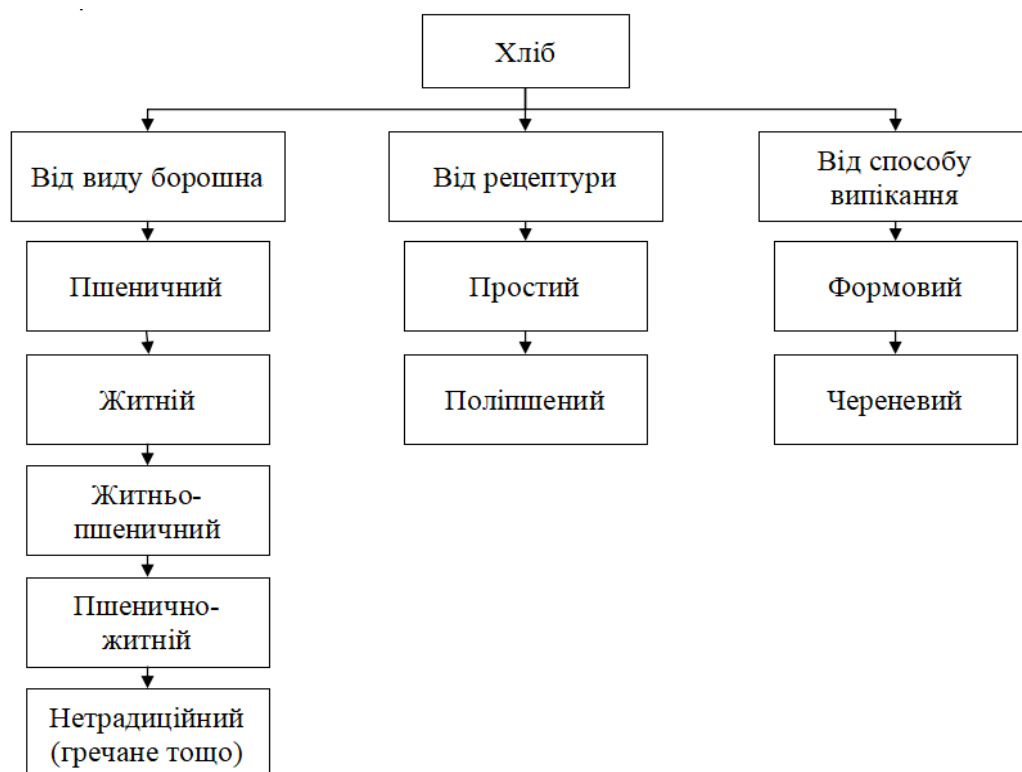 Хліб
Від виду борошна
Від рецептури
Від способу
випікання
Пшеничний
Простий
Формовий
Житній
Поліпшений
Череневий
Житньо-
пшеничний
Пшенично-
житній
Нетрадиційний
(гречане тощо)